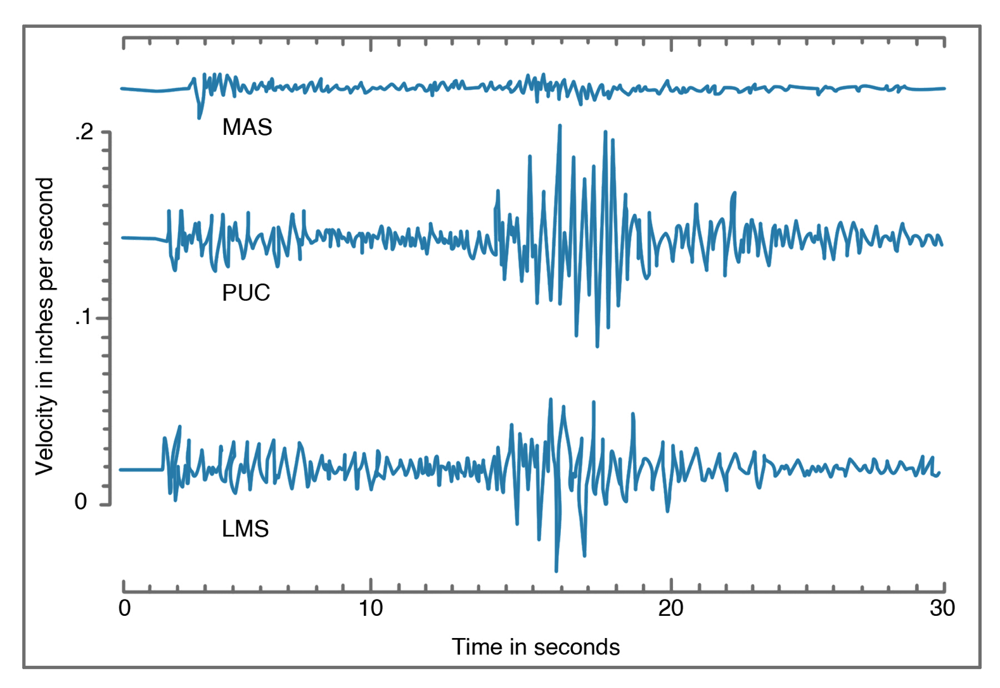 MAS
.2
PUC
.1
Velocity in inches per second
0
LMS
0 10 20 30
Time in seconds